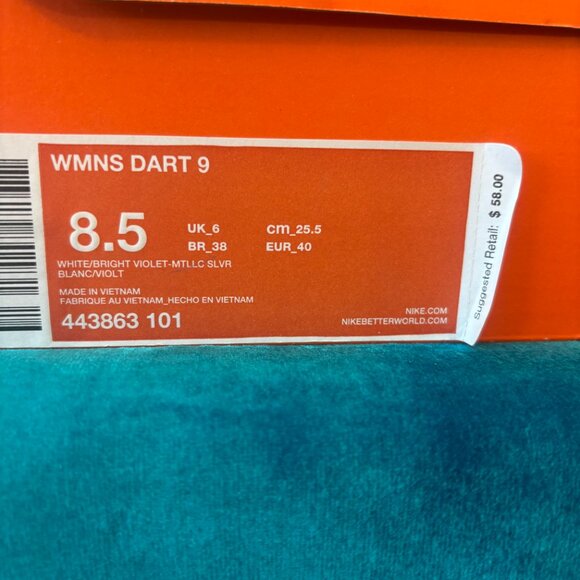 WMNS DART 9
8.5
UK_6
cm_25.5
BR_38
EUR_40
WHITE/BRIGHT VIOLET-MTLLC SLVR
BLANC/VIOLT
MADE IN VIETNAM
FABRIQUE AU VIETNAM_HECHO EN VIETNAM
443863 101
NIKE.COM
NIKEBETTERWORLD.COM
Suggested Retail: $ 58.00